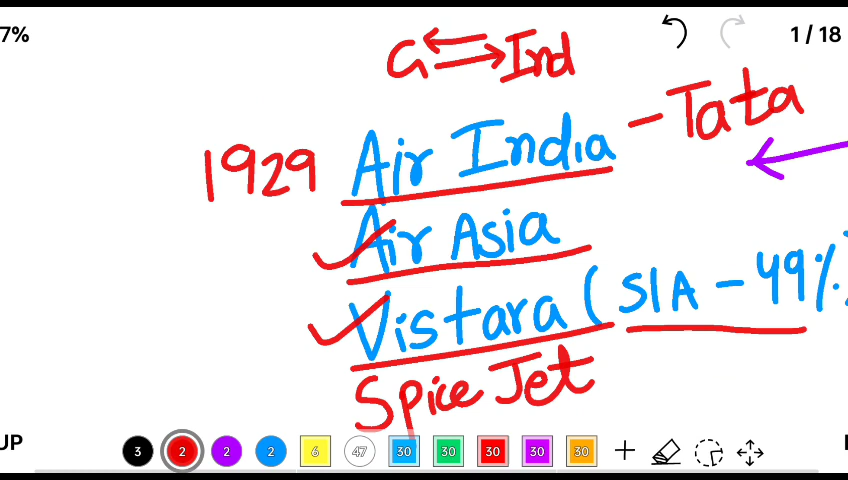 7% 1 / 18
G Ind
1929 Air India - Tata
Air Asia
Vistara (SIA - 49%)
Spice Jet
UP 3 2 2 2 6 47 30 30 30 30 30